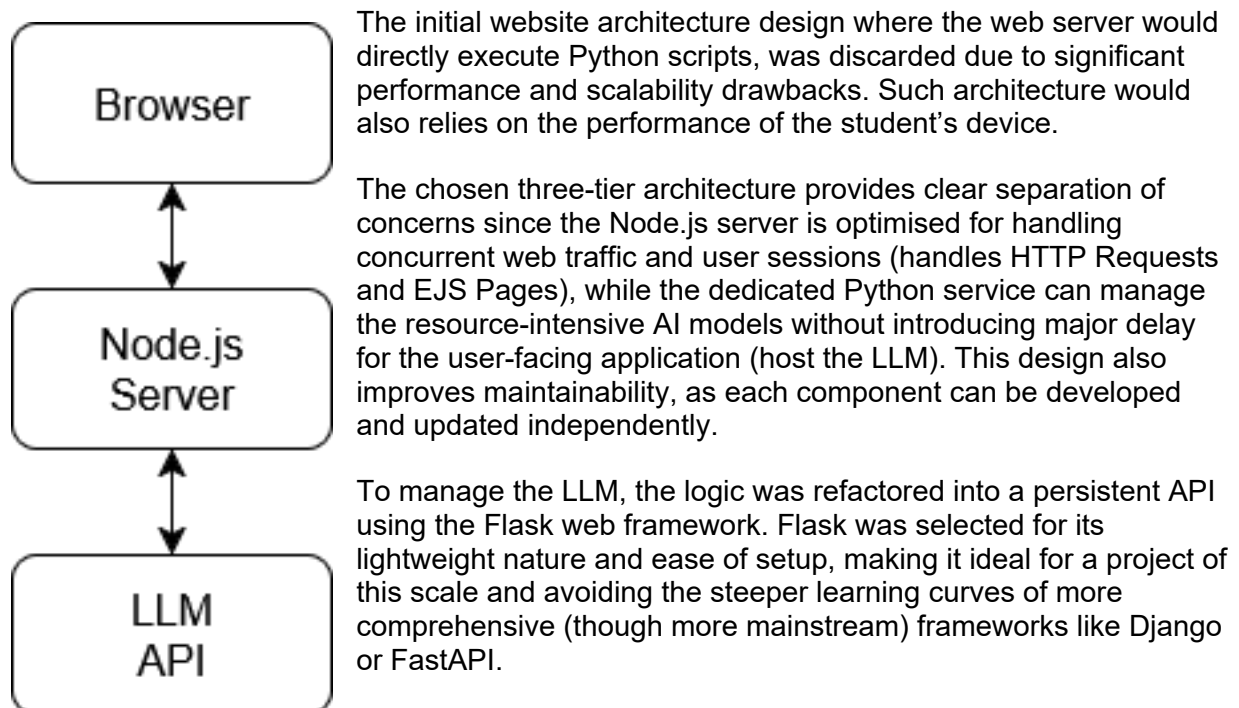 Browser
Node.js
Server
LLM
API
The initial website architecture design where the web server would
directly execute Python scripts, was discarded due to significant
performance and scalability drawbacks. Such architecture would
also relies on the performance of the student’s device.
The chosen three-tier architecture provides clear separation of
concerns since the Node.js server is optimised for handling
concurrent web traffic and user sessions (handles HTTP Requests
and EJS Pages), while the dedicated Python service can manage
the resource-intensive AI models without introducing major delay
for the user-facing application (host the LLM). This design also
improves maintainability, as each component can be developed
and updated independently.
To manage the LLM, the logic was refactored into a persistent API
using the Flask web framework. Flask was selected for its
lightweight nature and ease of setup, making it ideal for a project of
this scale and avoiding the steeper learning curves of more
comprehensive (though more mainstream) frameworks like Django
or FastAPI.